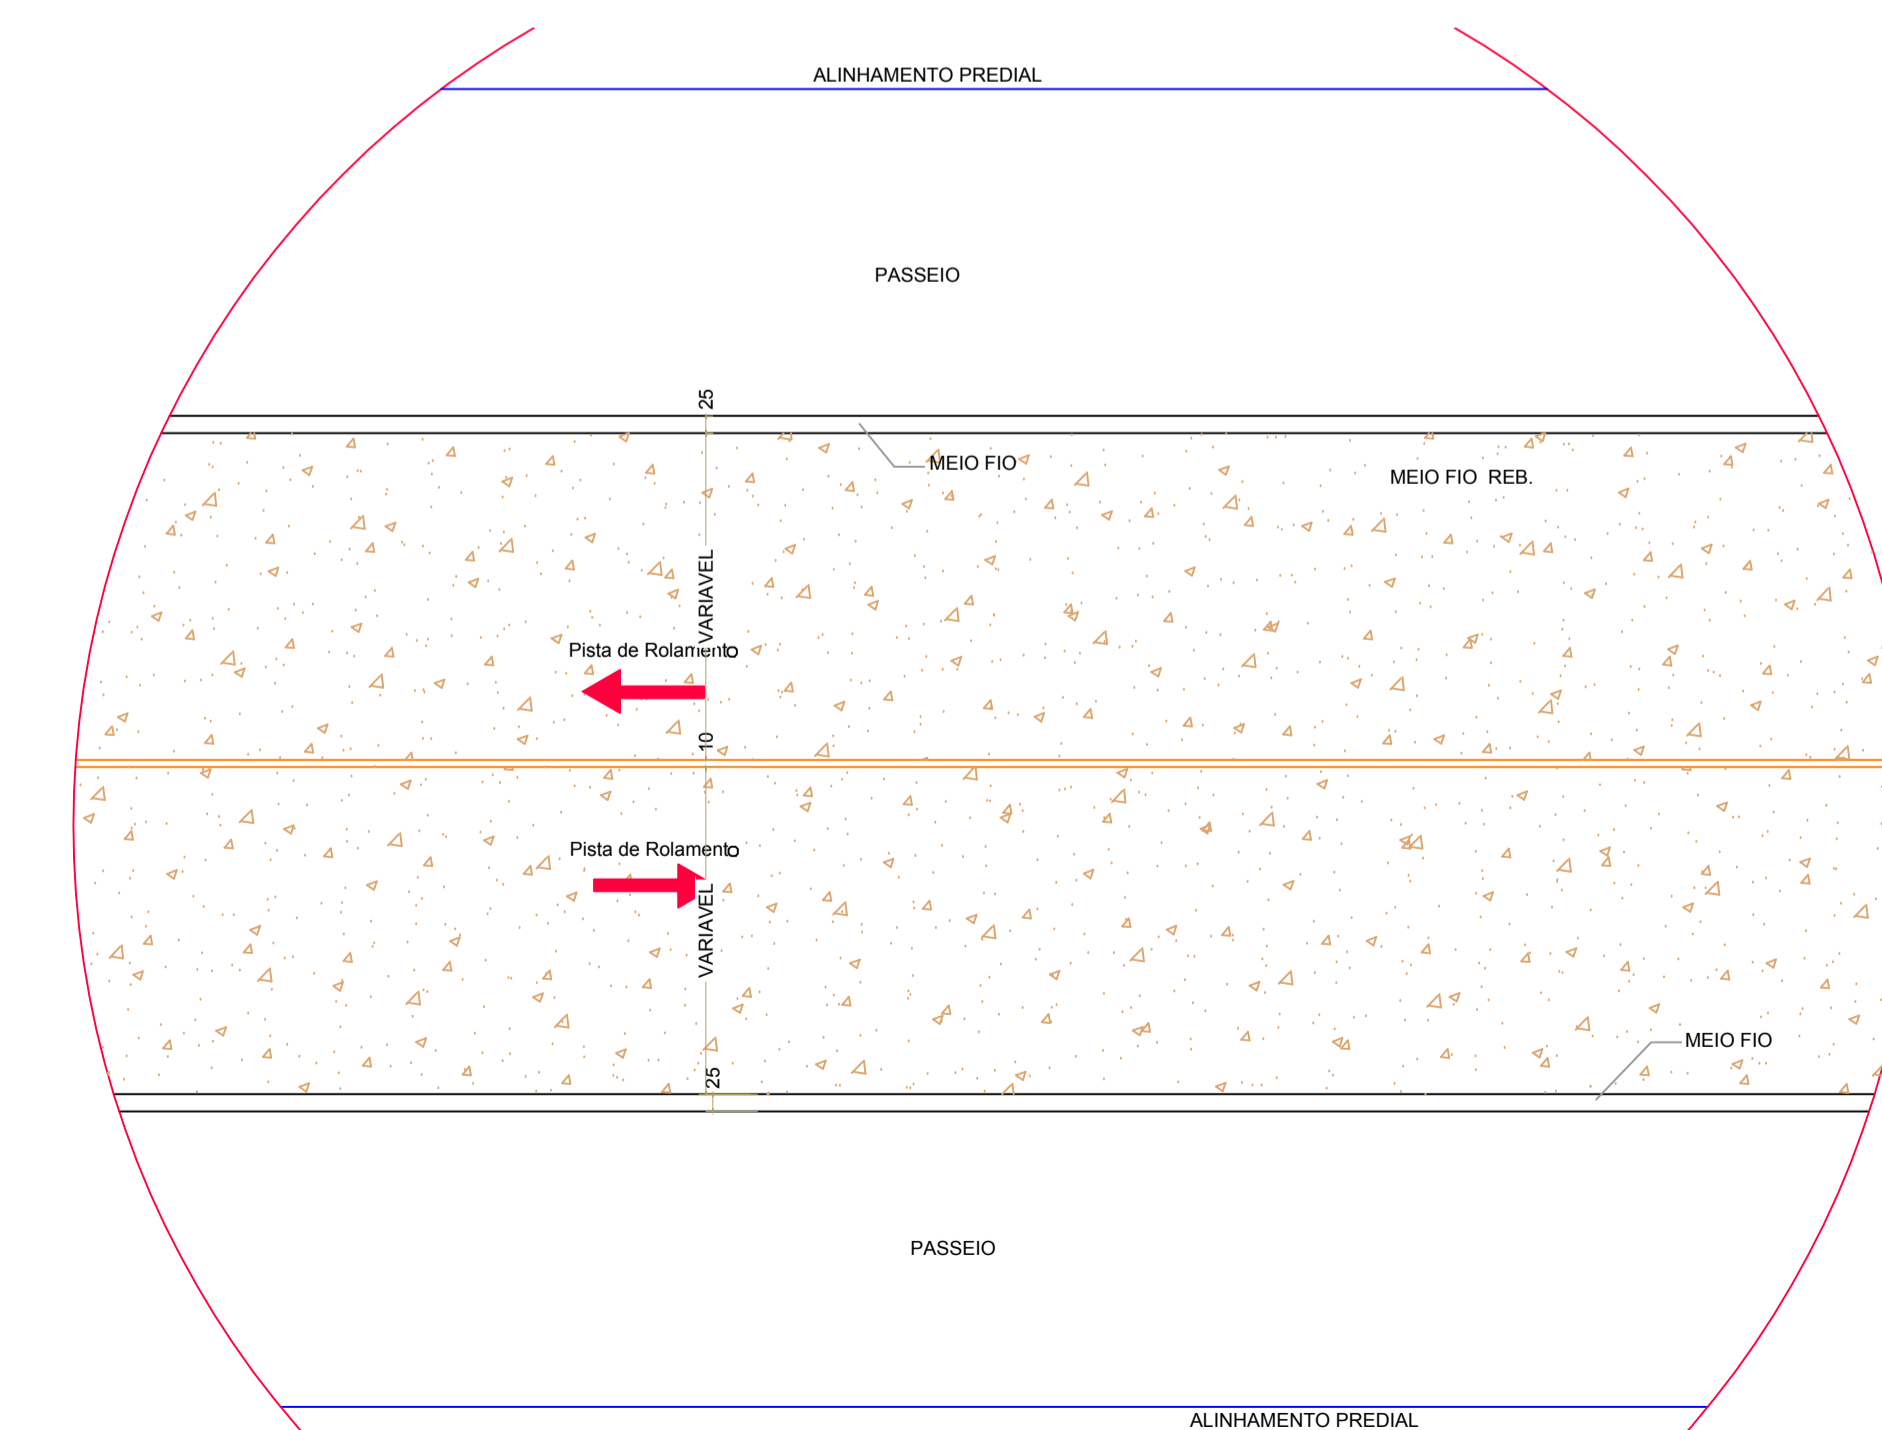 ALINHAMENTO PREDIAL
PASSEIO
25
MEIO FIO
MEIO FIO  REB.
VARIAVEL
Pista de Rolamento
10
Pista de Rolamento
VARIAVEL
MEIO FIO
25
PASSEIO
ALINHAMENTO PREDIAL